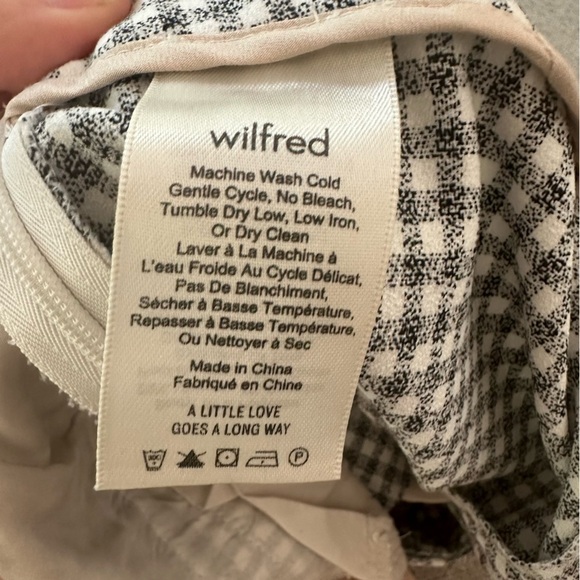 wilfred
Machine Wash Cold
Gentle Cycle, No Bleach,
Tumble Dry Low, Low Iron,
Or Dry Clean
Laver à La Machine à
L'eau Froide Au Cycle Délicat,
Pas De Blanchiment,
Sécher à Basse Température,
Repasser à Basse Température,
Ou Nettoyer à Sec
Made in China
Fabriqué en Chine
A LITTLE LOVE
GOES A LONG WAY
P